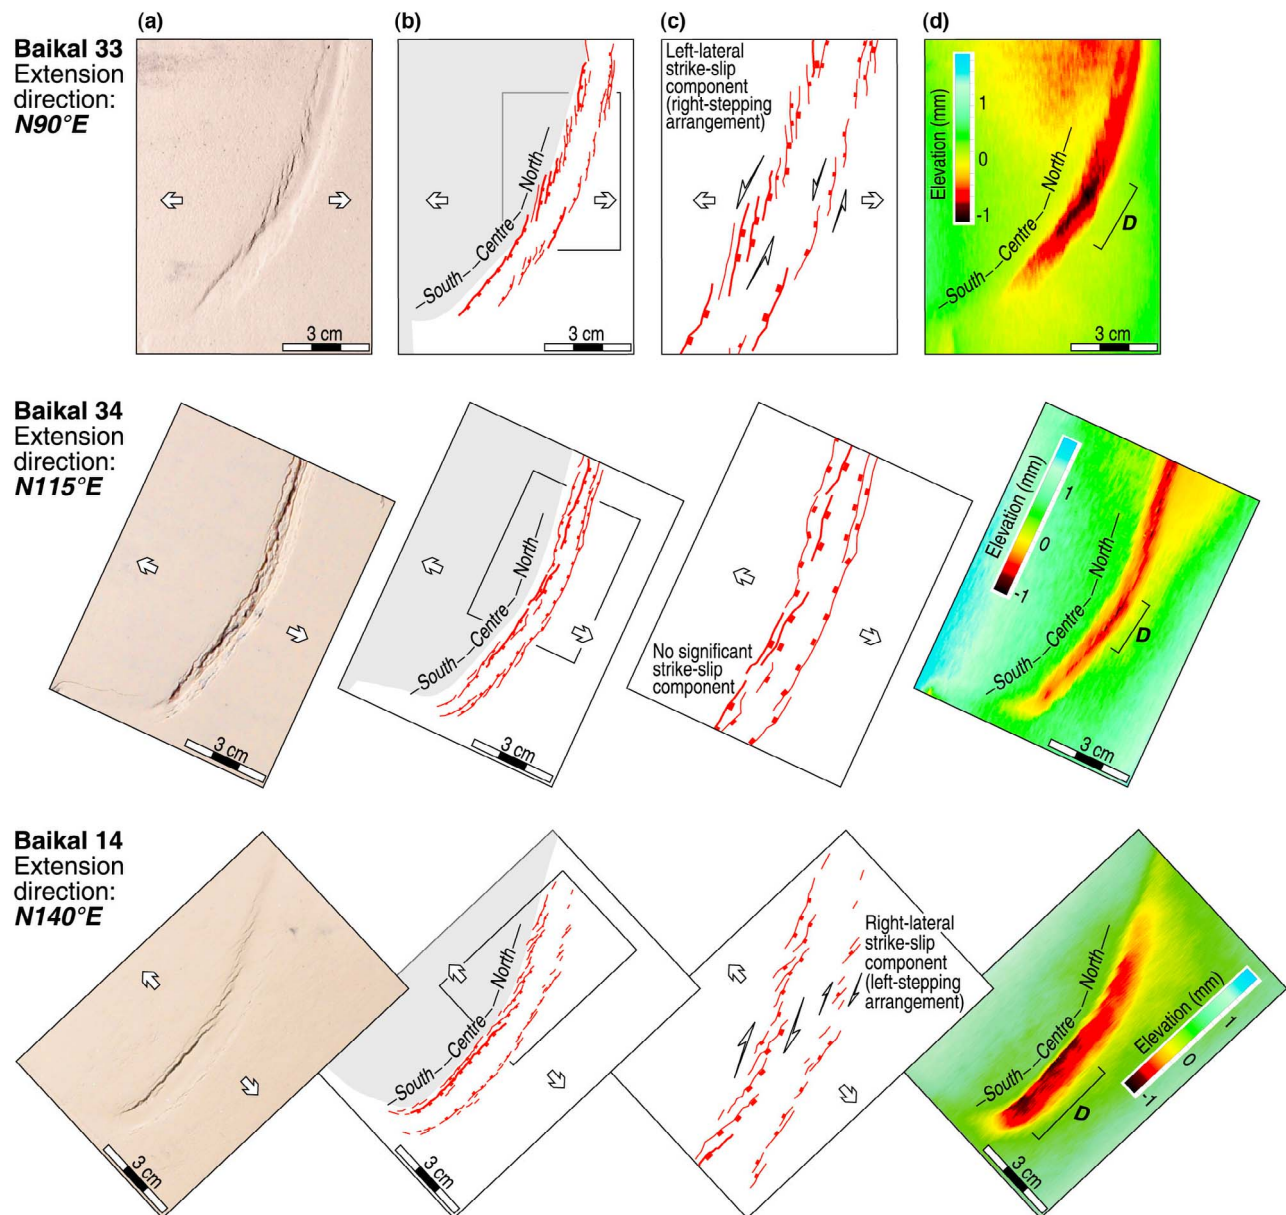 (a)
(b)
(c)
(d)
Baikal 33
Extension
direction:
N90°E
3 cm
—South—
—Centre—
—North—
3 cm
Left-lateral
strike-slip
component
(right-stepping
arrangement)
Elevation (mm)
1
0
-1
—South—
—Centre—
—North—
D
3 cm
Baikal 34
Extension
direction:
N115°E
3 cm
—South—
—Centre—
—North—
3 cm
No significant
strike-slip
component
Elevation (mm)
1
0
-1
—South—
—Centre—
—North—
D
3 cm
Baikal 14
Extension
direction:
N140°E
3 cm
—South—
—Centre—
—North—
3 cm
Right-lateral
strike-slip
component
(left-stepping
arrangement)
Elevation (mm)
1
0
-1
—South—
—Centre—
—North—
D
3 cm